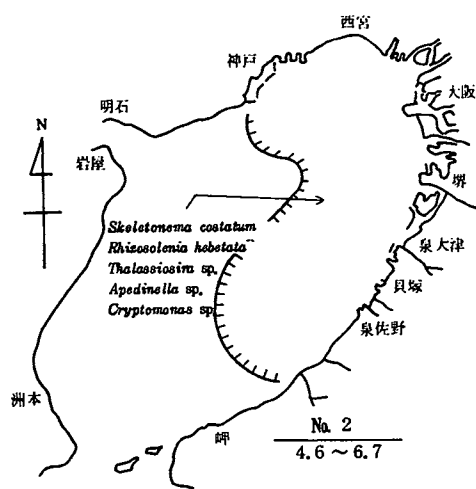 西宮
神戸
大阪
明石
N
岩屋
堺
Skeletonema costatum
Rhizosolenia hebetata
Thalassiosira sp.
Apedinella sp.
Cryptomonas sp.
泉大津
貝塚
泉佐野
洲本
岬
No. 2
4.6～6.7